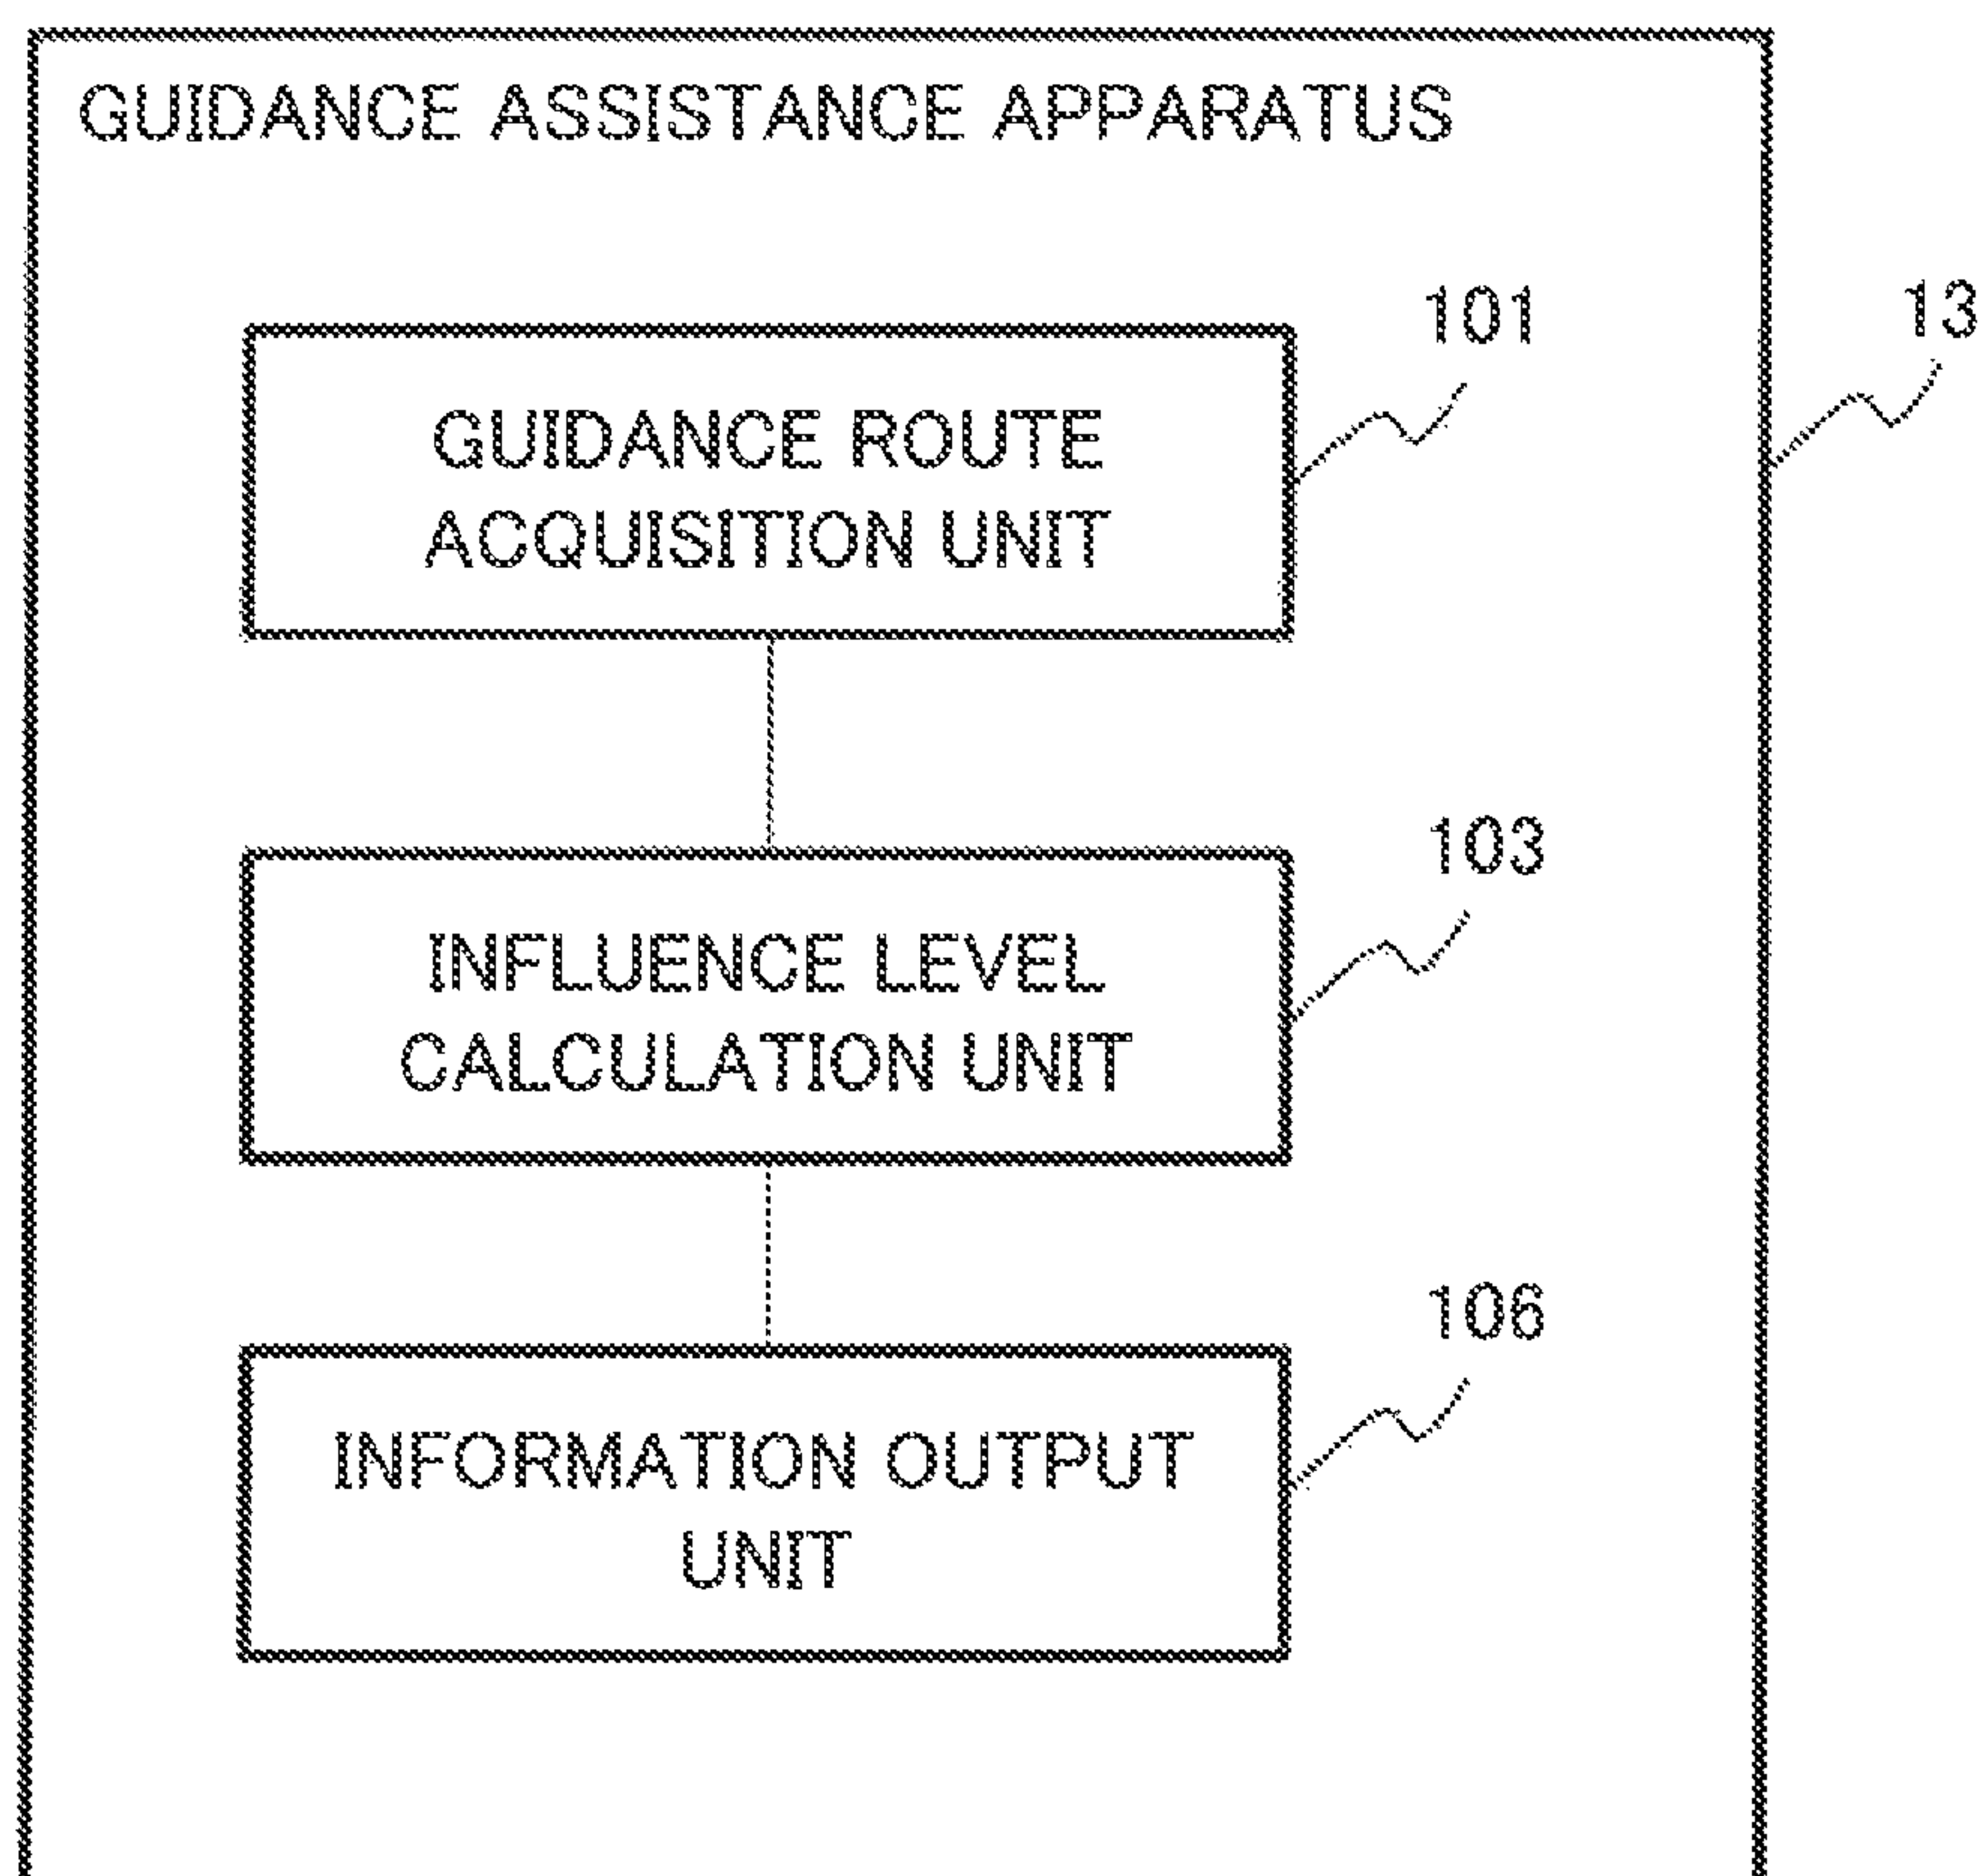 GUIDANCE ASSISTANCE APPARATUS
101
13
GUIDANCE ROUTE
ACQUISITION UNIT
103
INFLUENCE LEVEL
CALCULATION UNIT
106
INFORMATION OUTPUT
UNIT